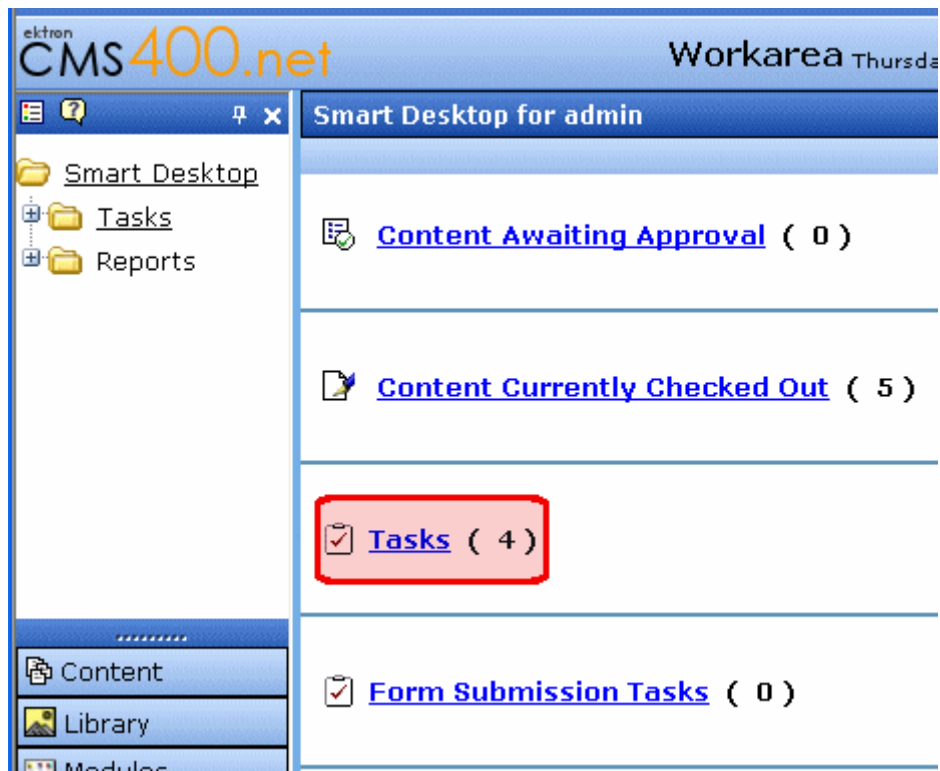 ektron
CMS400.net
Workarea Thursda
Smart Desktop for admin
Smart Desktop
Tasks
Reports
Content Awaiting Approval ( 0 )
Content Currently Checked Out ( 5 )
Tasks ( 4 )
Form Submission Tasks ( 0 )
Content
Library
Modules